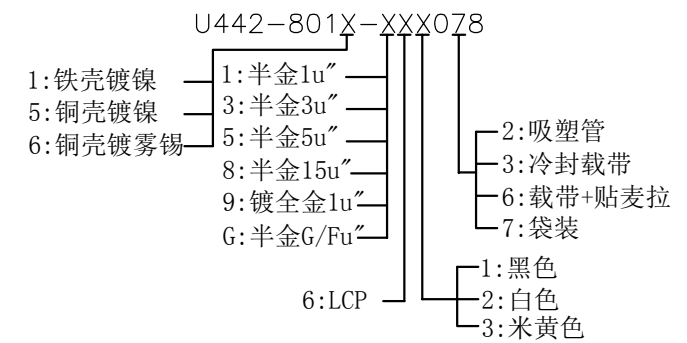 U442-801X-XXX078
1:铁壳镀镍
5:铜壳镀镍
6:铜壳镀雾锡
1:半金1u"
3:半金3u"
5:半金5u"
8:半金15u"
9:镀全金1u"
G:半金G/Fu"
2:吸塑管
3:冷封载带
6:载带+贴麦拉
7:袋装
6:LCP
1:黑色
2:白色
3:米黄色